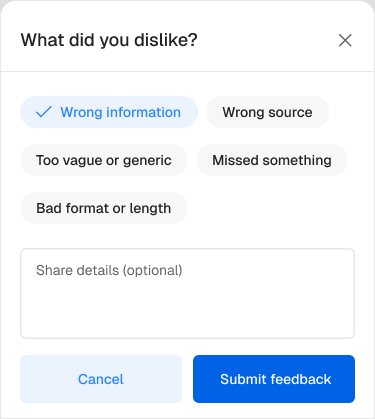 What did you dislike?
Wrong information
Wrong source
Too vague or generic
Missed something
Bad format or length
Share details (optional)
Cancel
Submit feedback